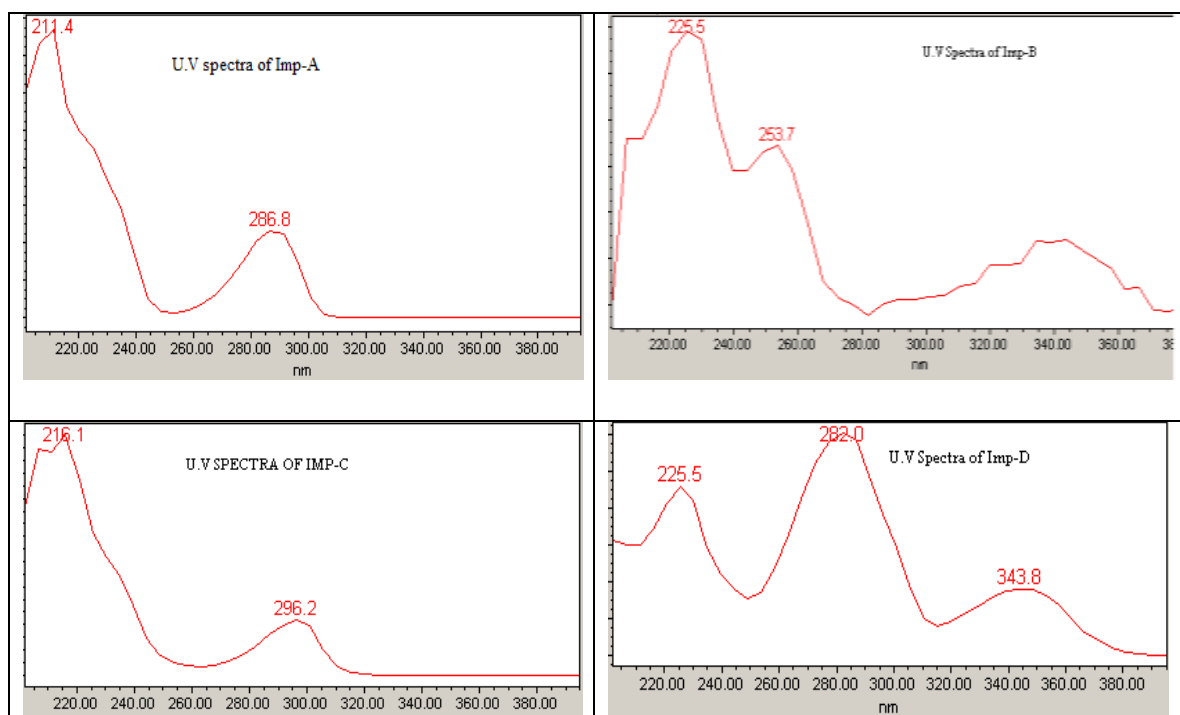 211.4
U.V spectra of Imp-A
286.8
220.00 240.00 260.00 280.00 300.00 320.00 340.00 360.00 380.00
nm
225.5
U.V Spectra of Imp-B
253.7
220.00 240.00 260.00 280.00 300.00 320.00 340.00 360.00 38
nm
216.1
U.V SPECTRA OF IMP-C
296.2
220.00 240.00 260.00 280.00 300.00 320.00 340.00 360.00 380.00
282.0
U.V Spectra of Imp-D
225.5
343.8
220.00 240.00 260.00 280.00 300.00 320.00 340.00 360.00 380.00
nm